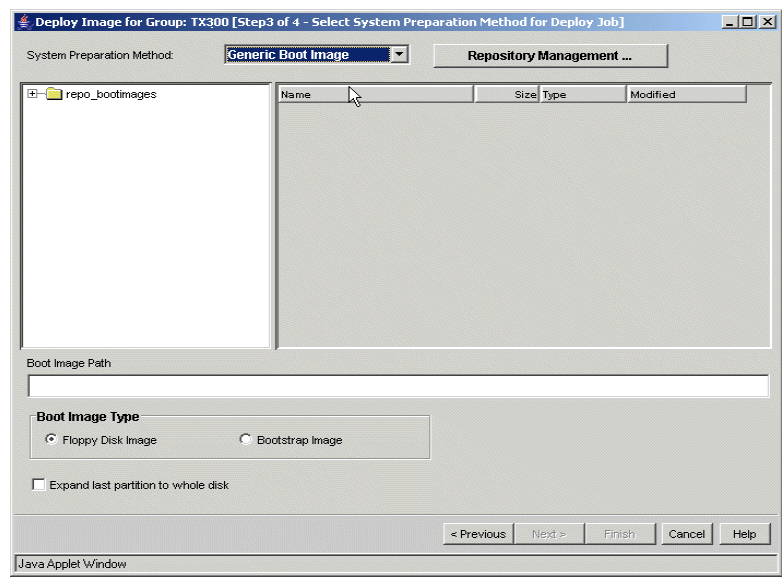 Deploy Image for Group: TX300 [Step3 of 4 - Select System Preparation Method for Deploy Job]
System Preparation Method: Generic Boot Image Repository Management ...
repo_bootimages Name Size Type Modified
Boot Image Path
Boot Image Type
Floppy Disk Image Bootstrap Image
Expand last partition to whole disk
< Previous Next > Finish Cancel Help
Java Applet Window